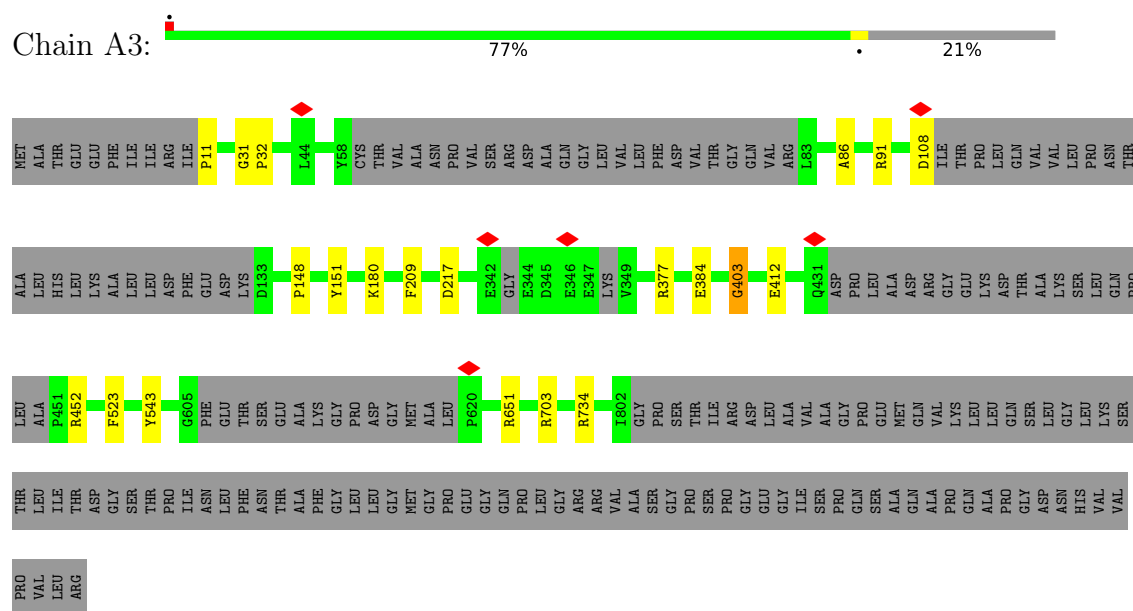 Chain A3:
77% 21%
MET ALA THR GLU GLU PHE ILE ILE ARG ILE P11 G31 P32 L44 Y58 CYS THR VAL ALA ASN PRO VAL SER ARG ASP ALA GLN GLY LEU VAL LEU PHE ASP VAL THR GLY GLN VAL ARG L83 A86 R91 D108 ILE THR PRO LEU GLN VAL VAL LEU PRO ASN THR
ALA LEU HIS LEU LYS ALA LEU LEU ASP PHE GLU ASP LYS D133 P148 Y151 K180 F209 D217 E342 GLY E344 D345 E346 E347 LYS V349 R377 E384 G403 E412 Q431 ASP PRO LEU ALA ASP ARG GLY GLU LYS ASP THR ALA LYS SER LEU GLN PRO
LEU ALA P451 R452 F523 Y543 G605 PHE GLU THR SER GLU ALA LYS GLY PRO ASP GLY MET ALA LEU P620 R651 R703 R734 I802 GLY PRO SER THR ILE ARG ASP LEU ALA VAL ALA GLY PRO GLU MET GLN VAL LYS LEU LEU GLN SER LEU GLY LEU LYS SER
THR LEU ILE THR ASP GLY SER THR PRO ILE ASN LEU PHE ASN THR ALA PHE GLY LEU LEU GLY MET GLY PRO GLU GLY GLN PRO LEU GLY ARG ARG VAL ALA SER GLY PRO SER PRO GLU GLY ILE SER PRO GLN SER ALA GLN ALA PRO GLN ALA PRO GLY ASP ASN HIS VAL VAL
PRO VAL LEU ARG